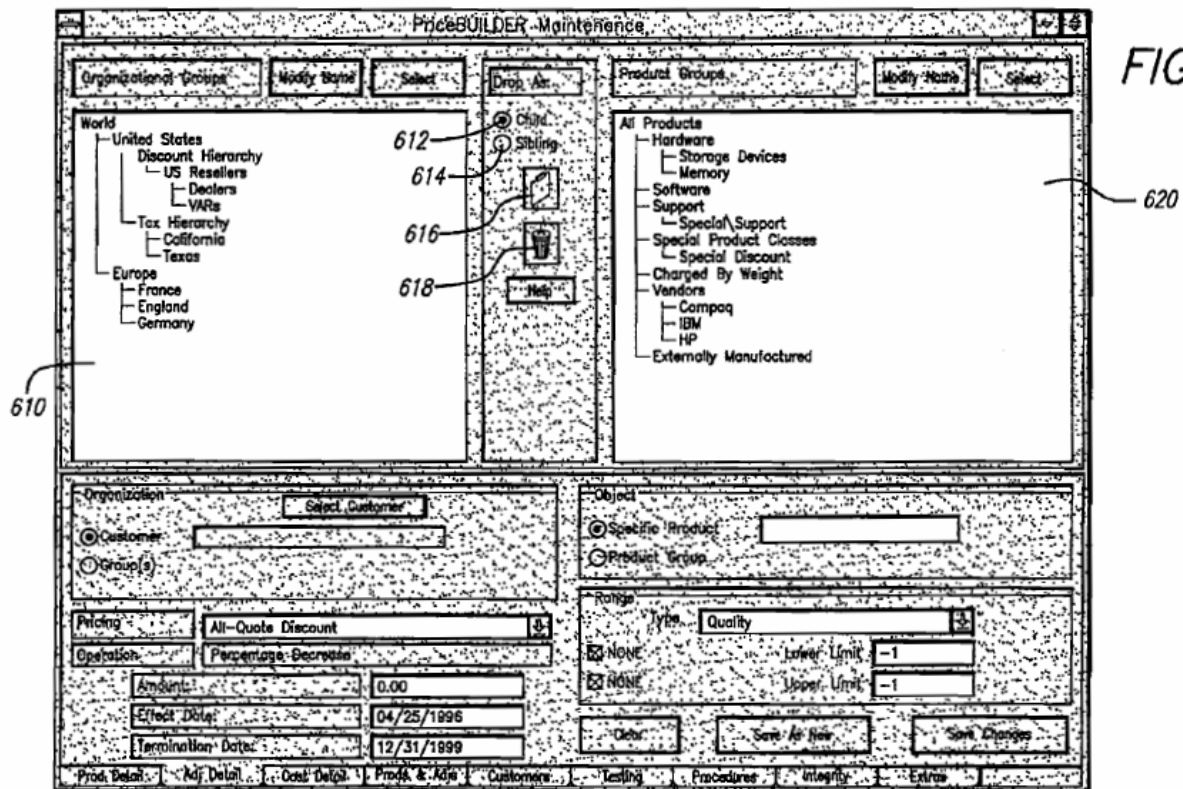 PriceBUILDER Maintenance
FIG
Organizational Groups
Modify Name
Select
Drop As:
Product Groups
Modify Name
Select
World
United States
Discount Hierarchy
US Resellers
Dealers
VARs
Tax Hierarchy
California
Texas
Europe
France
England
Germany
612
Child
614
Sibling
616
618
Help
All Products
Hardware
Storage Devices
Memory
Software
Support
Special\Support
Special Product Classes
Special Discount
Charged By Weight
Vendors
Compaq
IBM
HP
Externally Manufactured
620
610
Organization
Select Customer
Customer
Group(s)
Object
Specific Product
Product Group
Pricing
All-Quote Discount
Operation
Percentage Decrease
Amount:
0.00
Effect Date:
04/25/1996
Termination Date:
12/31/1999
Range
Type
Quality
NONE
Lower Limit
-1
NONE
Upper Limit
-1
Clear
Save As New
Save Changes
Prod. Detail
Adj Detail
Cost Detail
Prods. & Adjs
Customers
Testing
Procedures
Integrity
Extras